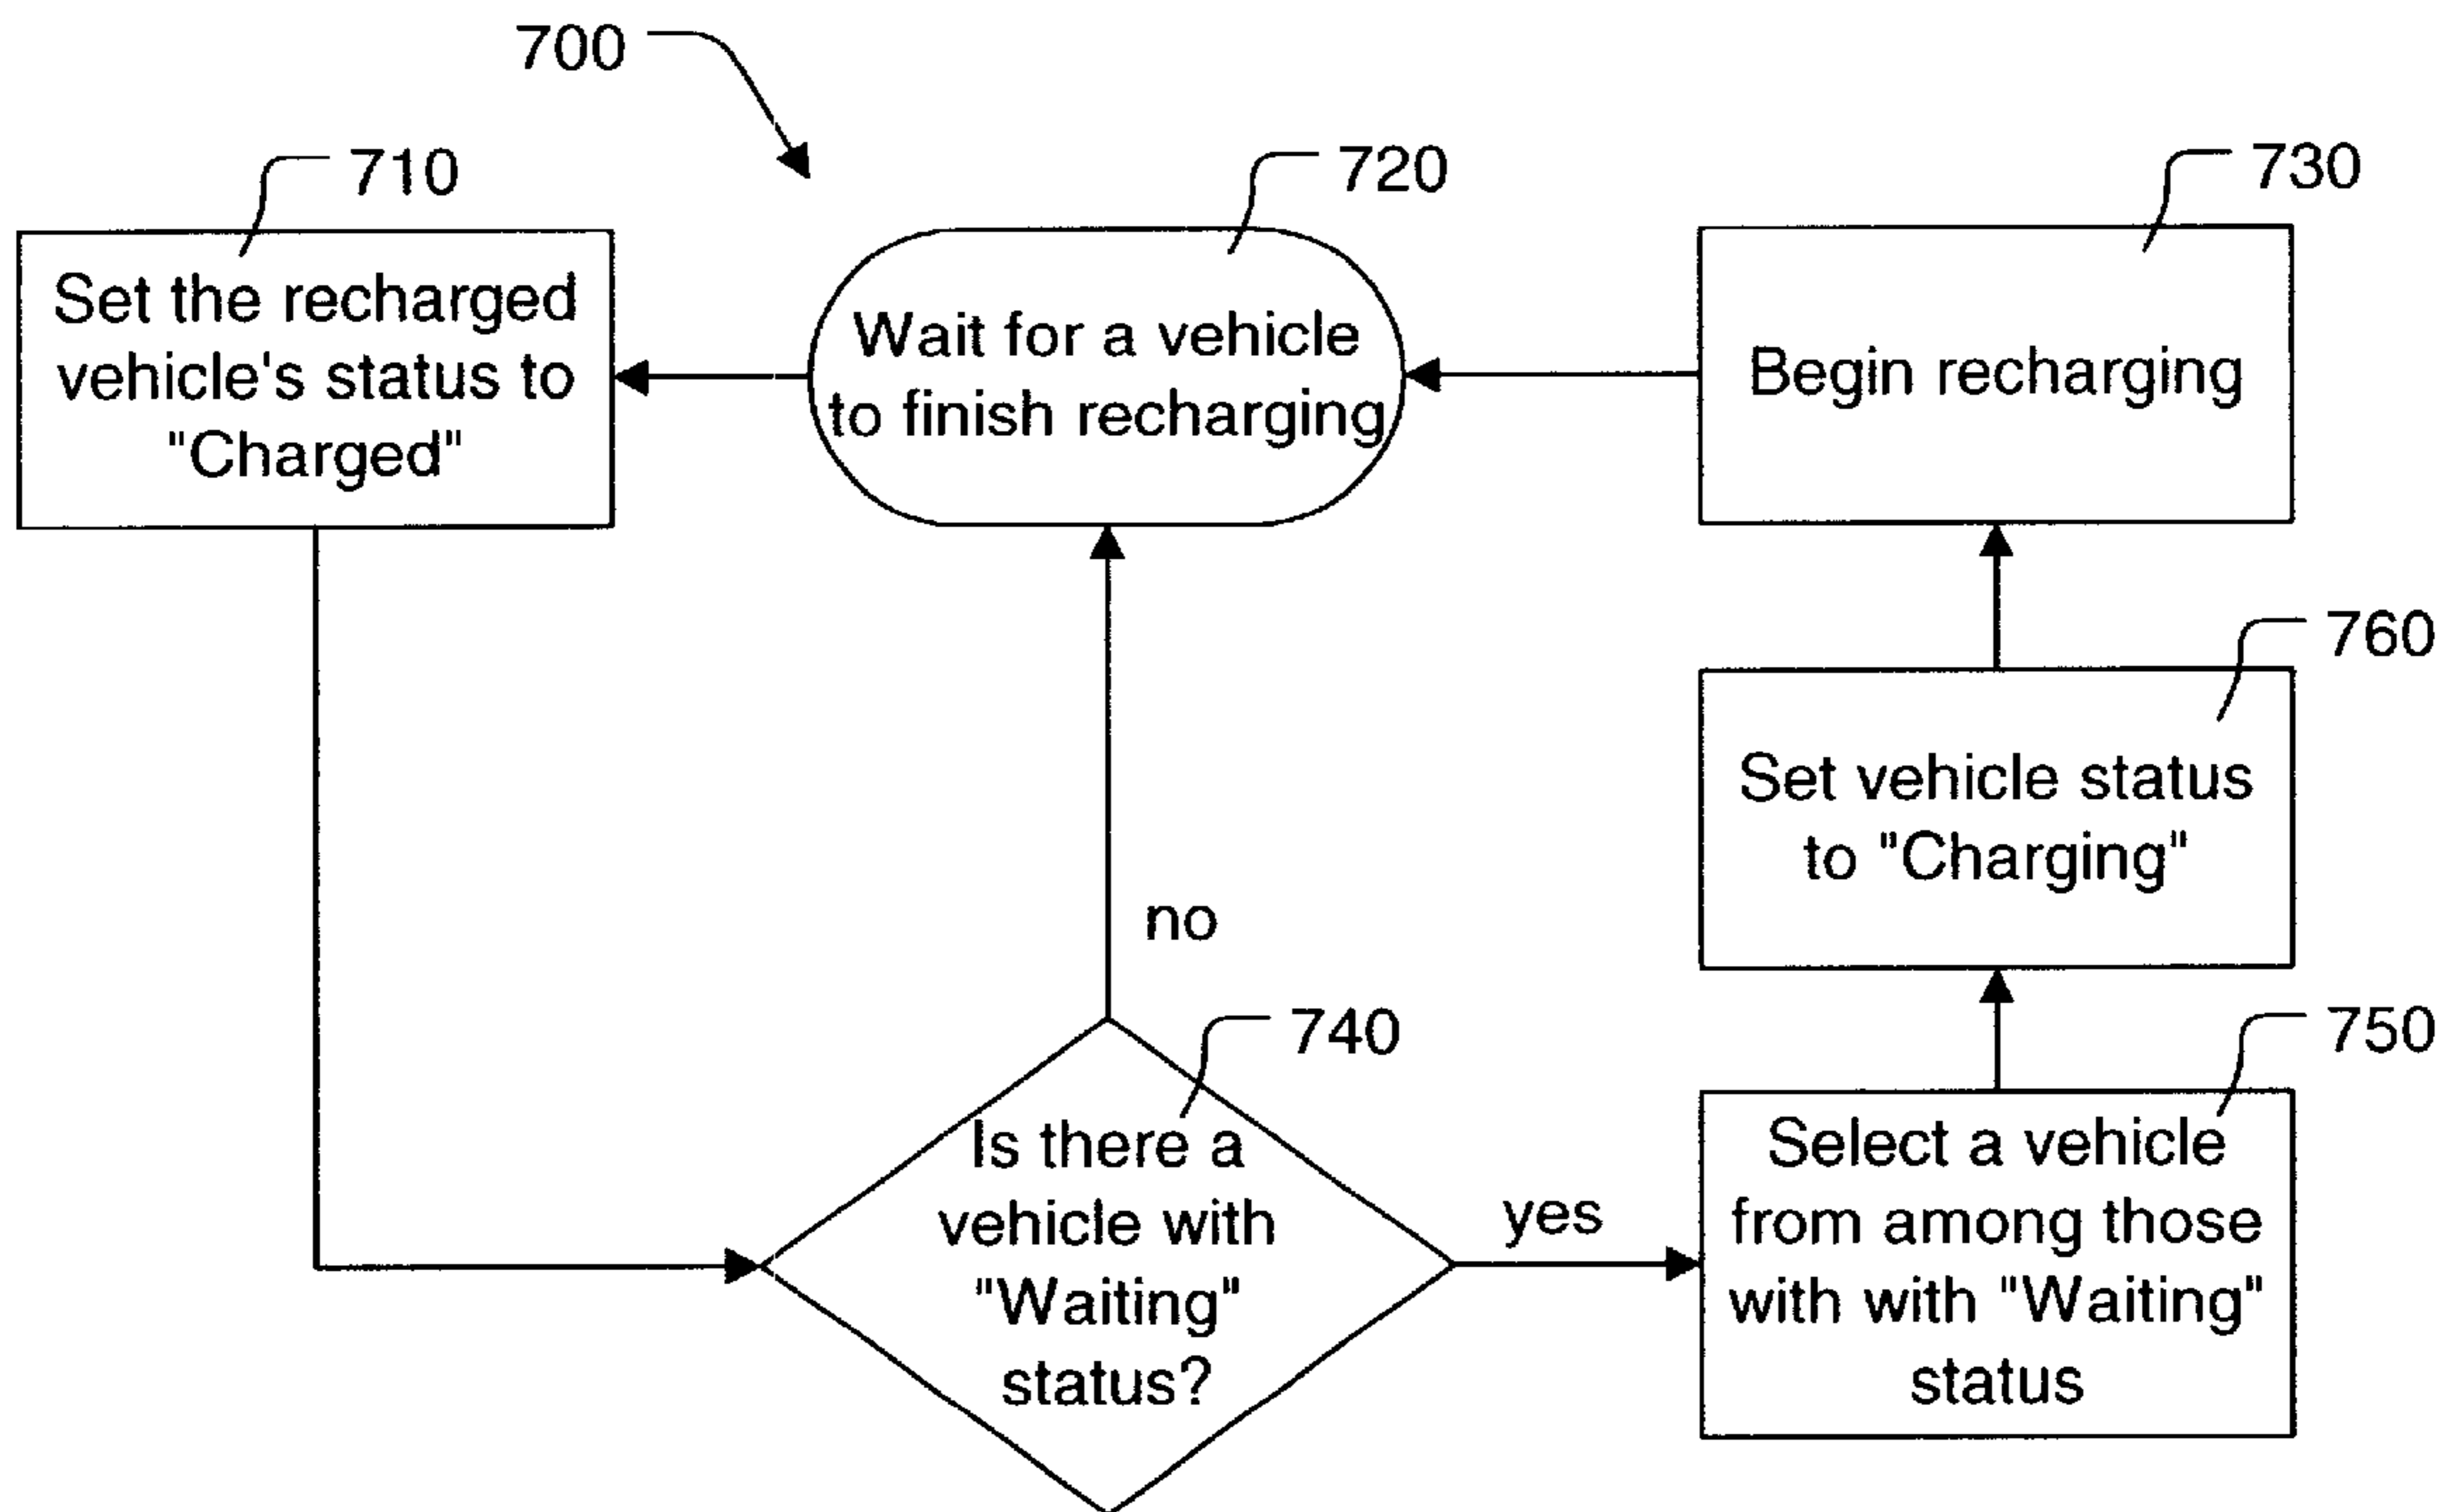 700
710
Set the recharged
vehicle's status to
"Charged"
720
Wait for a vehicle
to finish recharging
730
Begin recharging
760
Set vehicle status
to "Charging"
no
740
Is there a
vehicle with
"Waiting"
status?
yes
750
Select a vehicle
from among those
with with "Waiting"
status